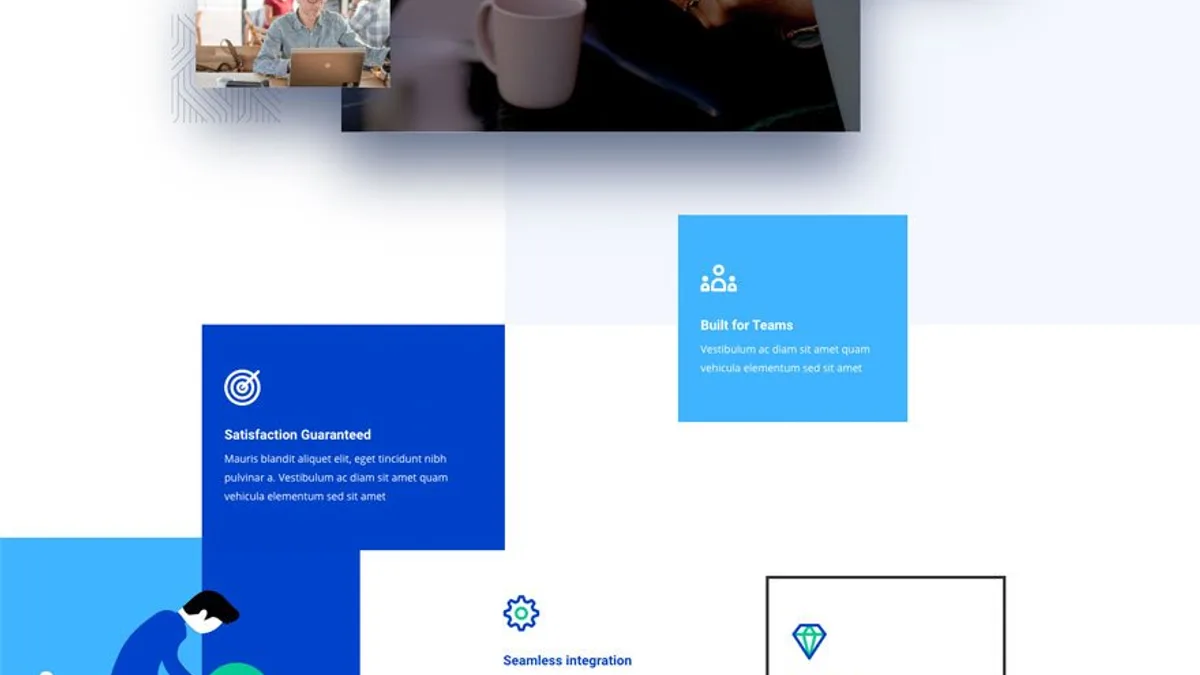 Built for Teams
Vestibulum ac diam sit amet quam
vehicula elementum sed sit amet
Satisfaction Guaranteed
Mauris blandit aliquet elit, eget tincidunt nibh
pulvinar a. Vestibulum ac diam sit amet quam
vehicula elementum sed sit amet
Seamless integration